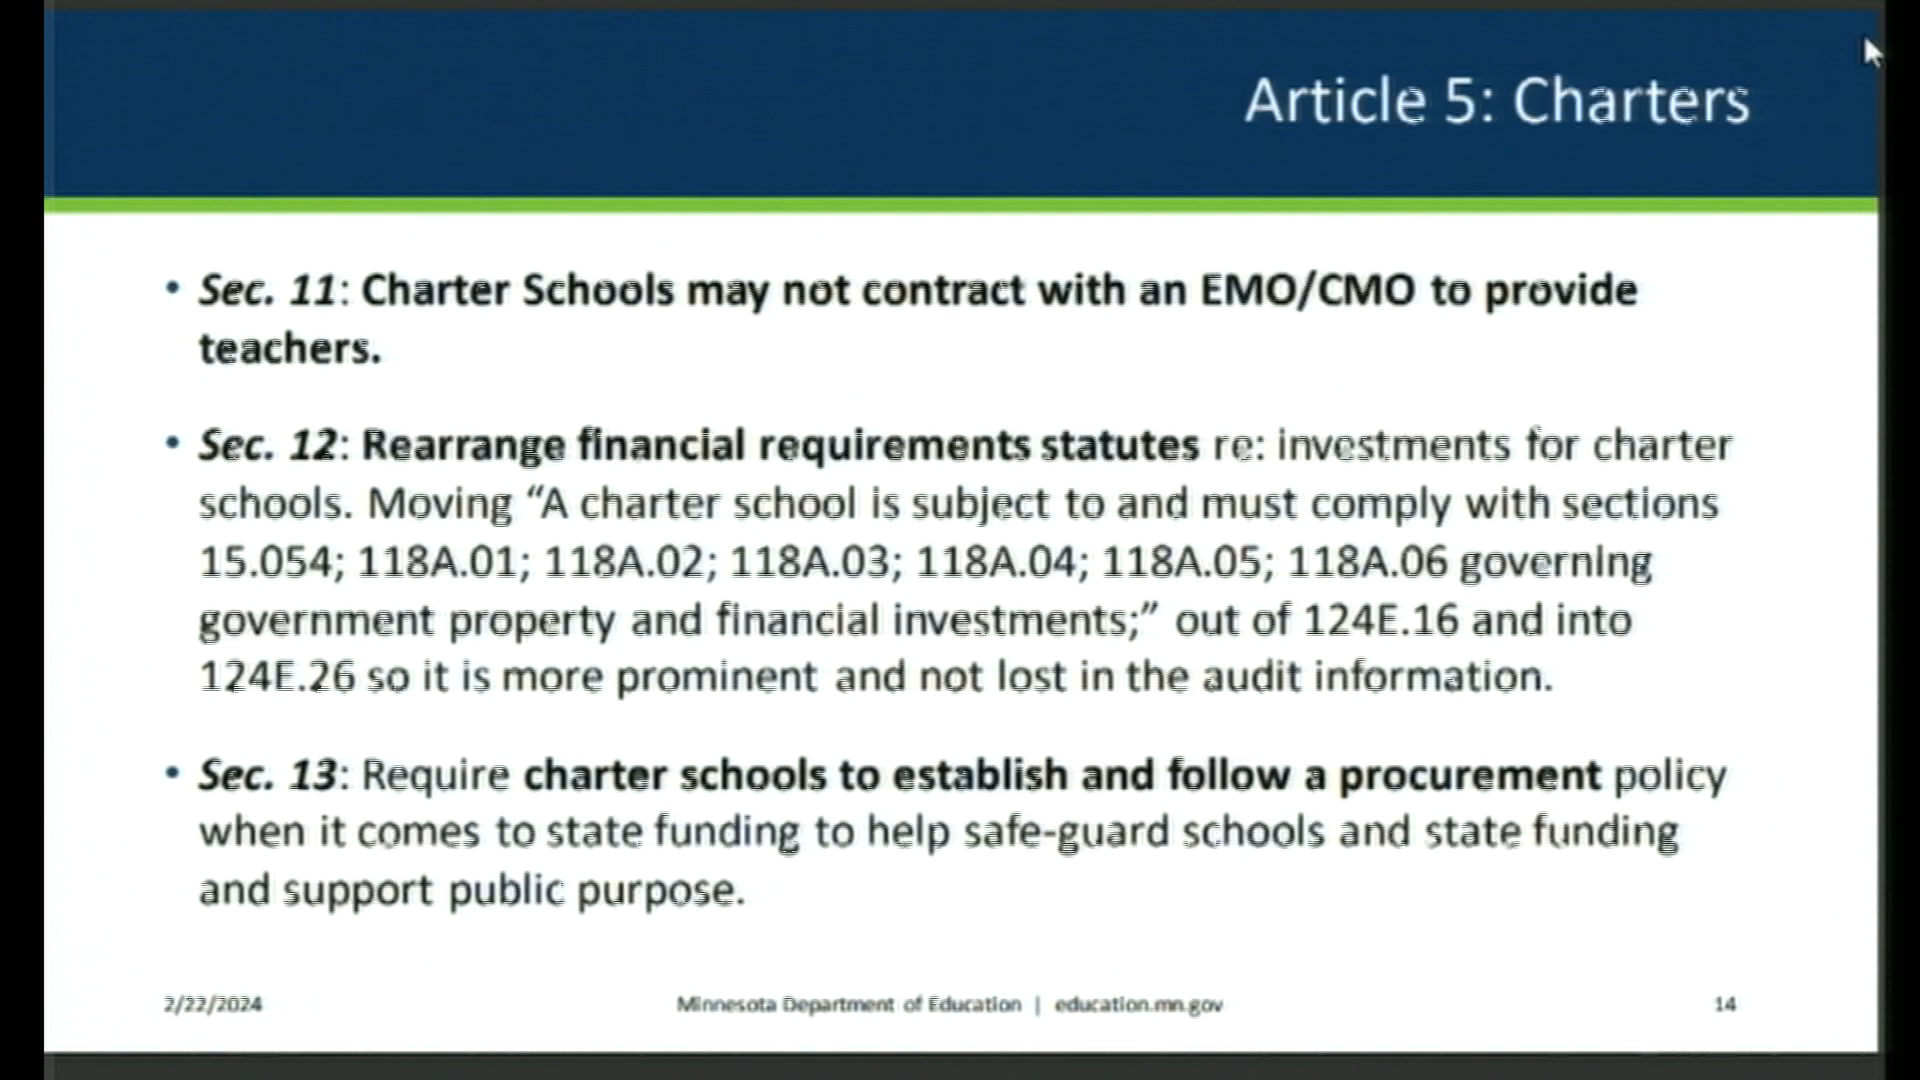 Article 5: Charters
• Sec. 11: Charter Schools may not contract with an EMO/CMO to provide
teachers.
• Sec. 12: Rearrange financial requirements statutes re: investments for charter
schools. Moving “A charter school is subject to and must comply with sections
15.054; 118A.01; 118A.02; 118A.03; 118A.04; 118A.05; 118A.06 governing
government property and financial investments;” out of 124E.16 and into
124E.26 so it is more prominent and not lost in the audit information.
• Sec. 13: Require charter schools to establish and follow a procurement policy
when it comes to state funding to help safe-guard schools and state funding
and support public purpose.
2/22/2024 Minnesota Department of Education | education.mn.gov 14